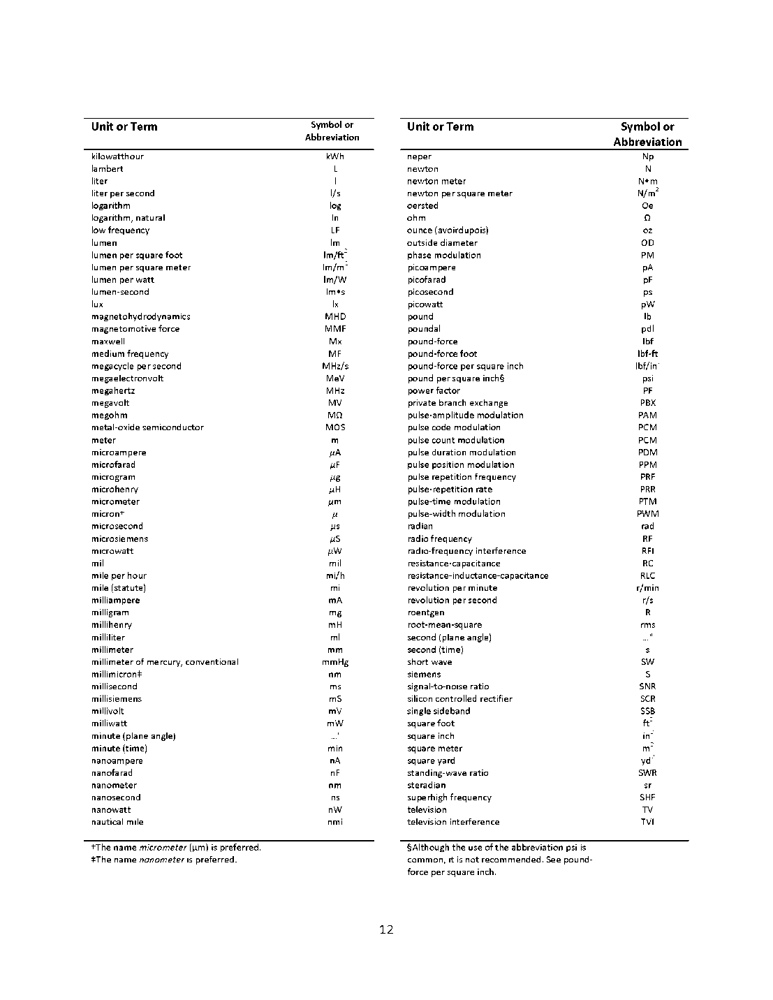 Unit or Term Symbol or
Abbreviation
kilowatthour kWh
lambert L
liter l
liter per second l/s
logarithm log
logarithm, natural ln
low frequency LF
lumen lm
lumen per square foot lm/ft²
lumen per square meter lm/m²
lumen per watt lm/W
lumen-second lm•s
lux lx
magnetohydrodynamics MHD
magnetomotive force MMF
maxwell Mx
medium frequency MF
megacycle per second MHz/s
megaelectronvolt MeV
megahertz MHz
megavolt MV
megohm MΩ
metal-oxide semiconductor MOS
meter m
microampere µA
microfarad µF
microgram µg
microhenry µH
micrometer µm
micron† µ
microsecond µs
microsiemens µS
microwatt µW
mil mil
mile per hour mi/h
mile (statute) mi
milliampere mA
milligram mg
millihenry mH
milliliter ml
millimeter mm
millimeter of mercury, conventional mmHg
millimicron‡ nm
millisecond ms
millisiemens mS
millivolt mV
milliwatt mW
minute (plane angle) …'
minute (time) min
nanoampere nA
nanofarad nF
nanometer nm
nanosecond ns
nanowatt nW
nautical mile nmi
†The name micrometer (µm) is preferred.
‡The name nanometer is preferred.
Unit or Term Symbol or
Abbreviation
neper Np
newton N
newton meter N•m
newton per square meter N/m²
oersted Oe
ohm Ω
ounce (avoirdupois) oz
outside diameter OD
phase modulation PM
picoampere pA
picofarad pF
picosecond ps
picowatt pW
pound lb
poundal pdl
pound-force lbf
pound-force foot lbf-ft
pound-force per square inch lbf/in²
pound per square inch§ psi
power factor PF
private branch exchange PBX
pulse-amplitude modulation PAM
pulse code modulation PCM
pulse count modulation PCM
pulse duration modulation PDM
pulse position modulation PPM
pulse repetition frequency PRF
pulse-repetition rate PRR
pulse-time modulation PTM
pulse-width modulation PWM
radian rad
radio frequency RF
radio-frequency interference RFI
resistance-capacitance RC
resistance-inductance-capacitance RLC
revolution per minute r/min
revolution per second r/s
roentgen R
root-mean-square rms
second (plane angle) …"
second (time) s
short wave SW
siemens S
signal-to-noise ratio SNR
silicon controlled rectifier SCR
single sideband SSB
square foot ft²
square inch in²
square meter m²
square yard yd²
standing-wave ratio SWR
steradian sr
superhigh frequency SHF
television TV
television interference TVI
§Although the use of the abbreviation psi is
common, it is not recommended. See pound-
force per square inch.
12